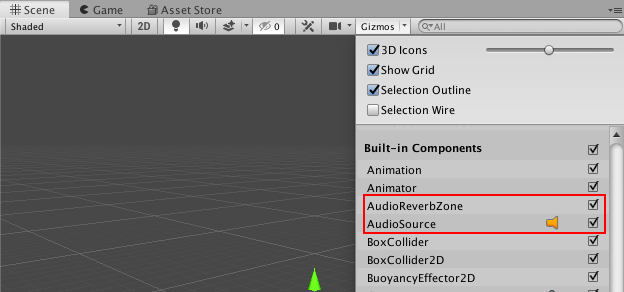 Scene Game Asset Store
Shaded 2D 0 Gizmos All
3D Icons
Show Grid
Selection Outline
Selection Wire
Built-in Components
Animation
Animator
AudioReverbZone
AudioSource
BoxCollider
BoxCollider2D
BuoyancyEffector2D